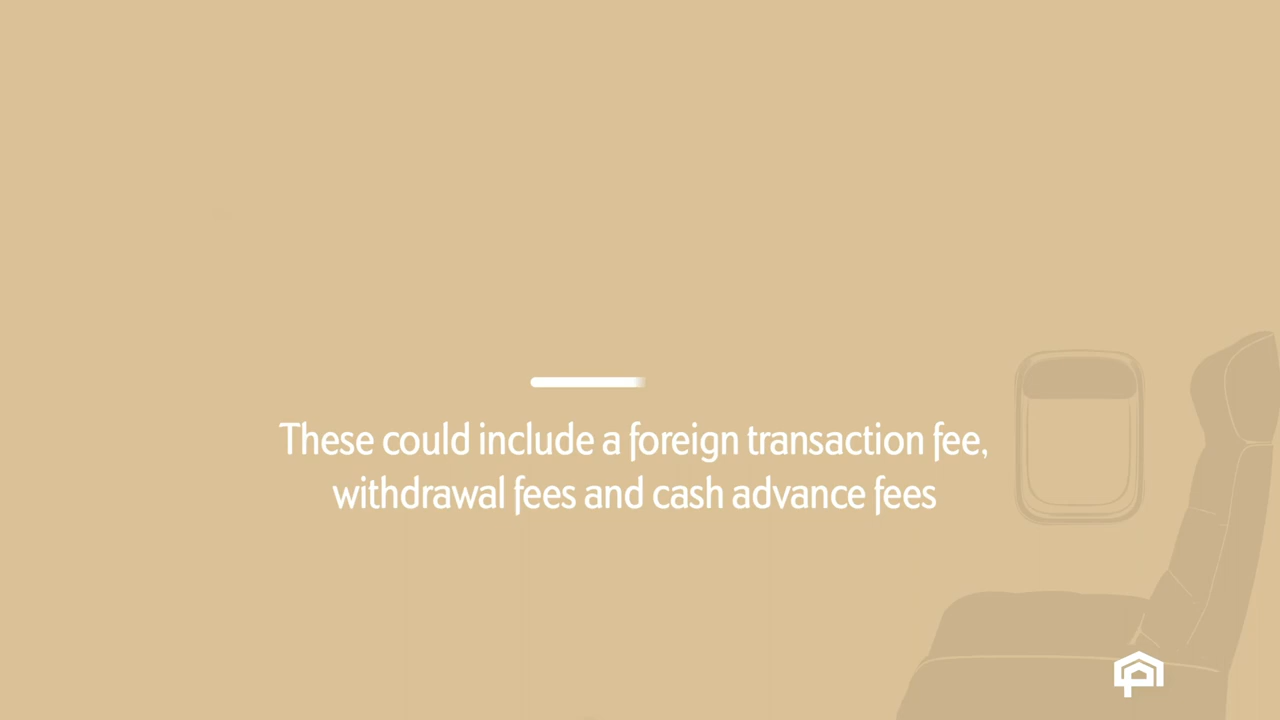 These could include a foreign transaction fee,
withdrawal fees and cash advance fees